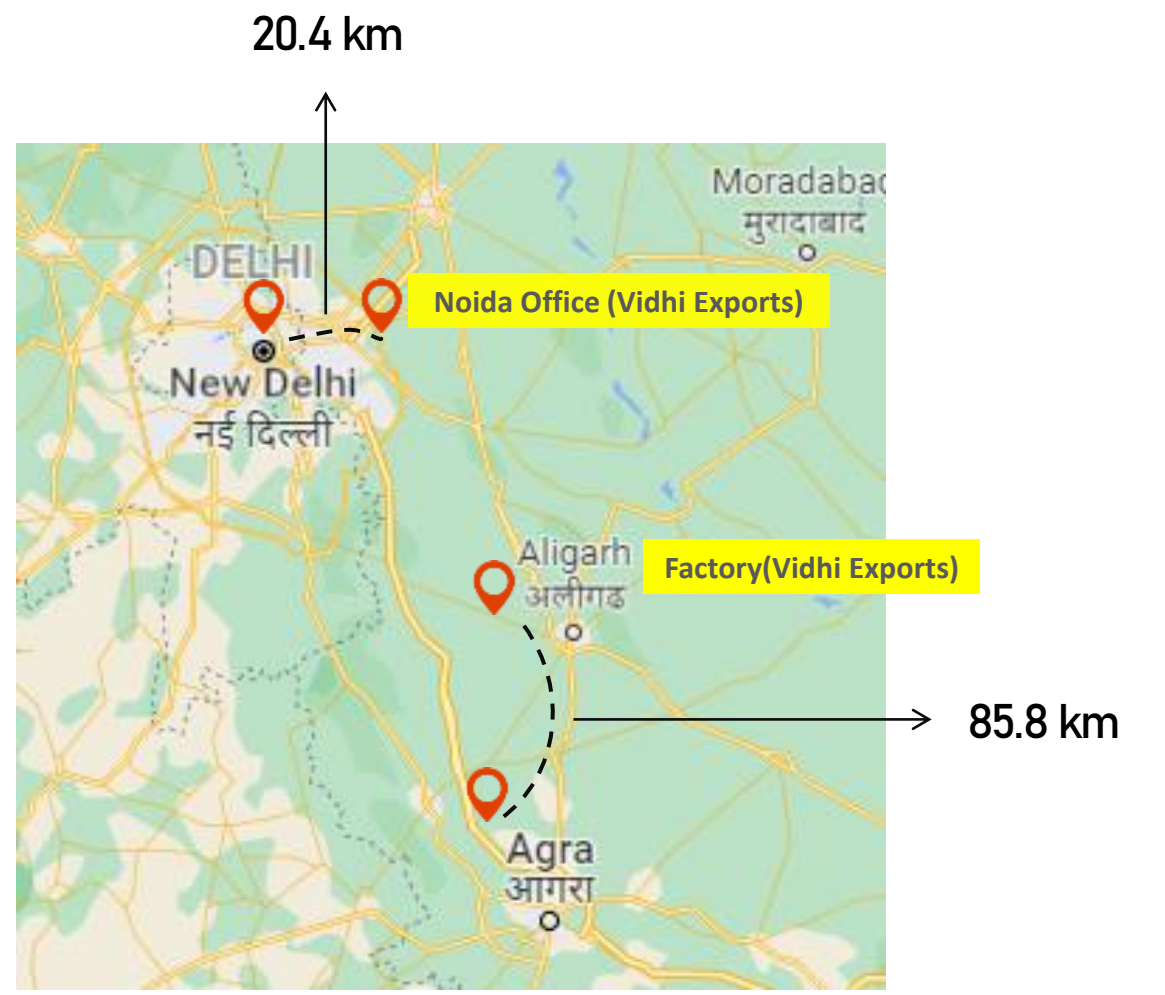 20.4 km
Moradabad
मुरादाबाद
DELHI
Noida Office (Vidhi Exports)
New Delhi
नई दिल्ली
Aligarh
अलीगढ
Factory(Vidhi Exports)
85.8 km
Agra
आगरा